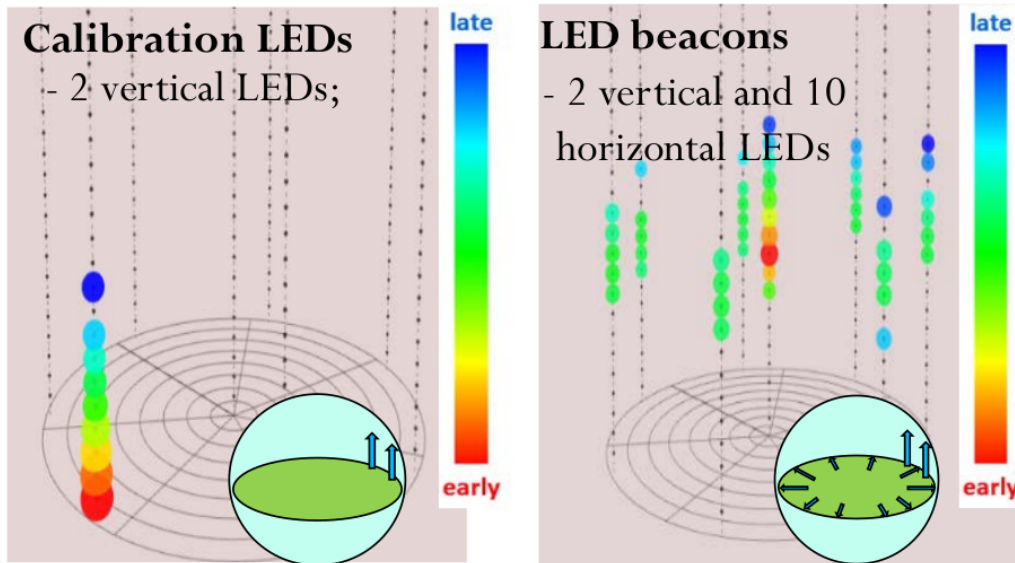 Calibration LEDs
- 2 vertical LEDs;
late
early
LED beacons
- 2 vertical and 10
horizontal LEDs
late
early